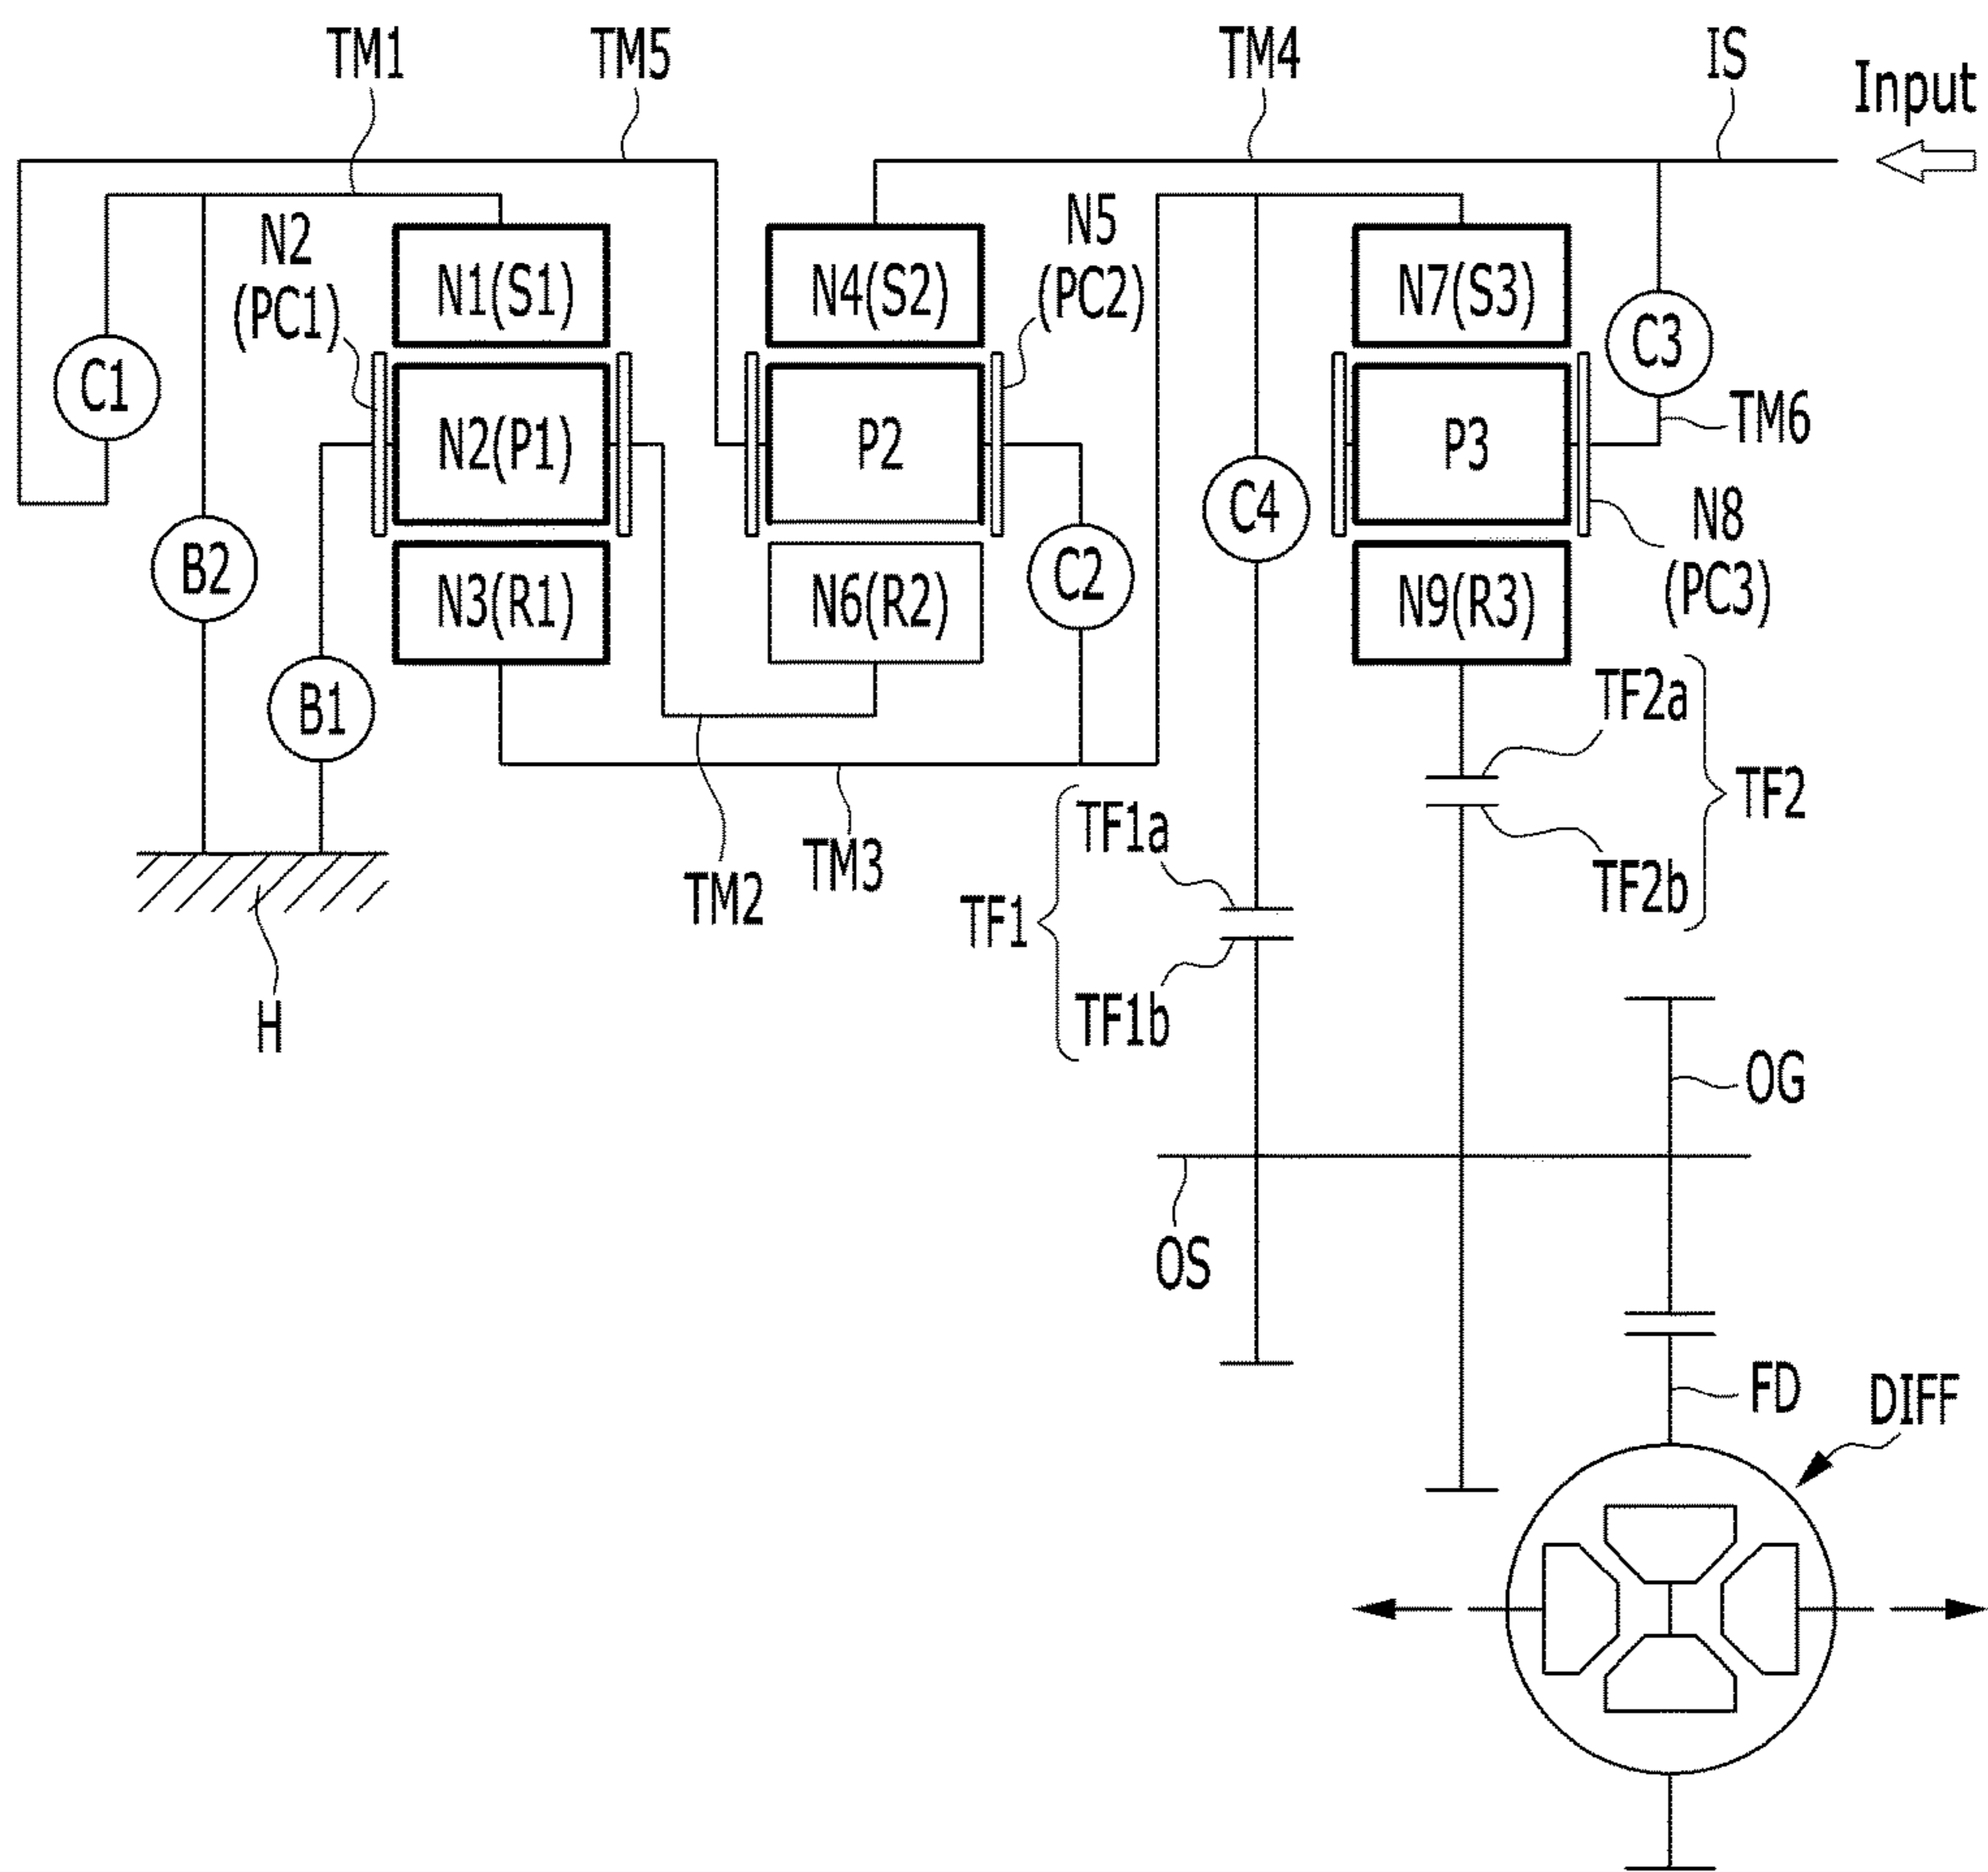 TM1
TM5
TM4
IS
Input
N2
(PC1)
N1(S1)
N4(S2)
N5
(PC2)
N7(S3)
C3
C1
N2(P1)
P2
P3
TM6
C4
N8
(PC3)
B2
N3(R1)
N6(R2)
C2
N9(R3)
B1
TF2a
TF2
TF2b
TM2
TM3
TF1a
TF1
TF1b
H
OG
OS
FD
DIFF